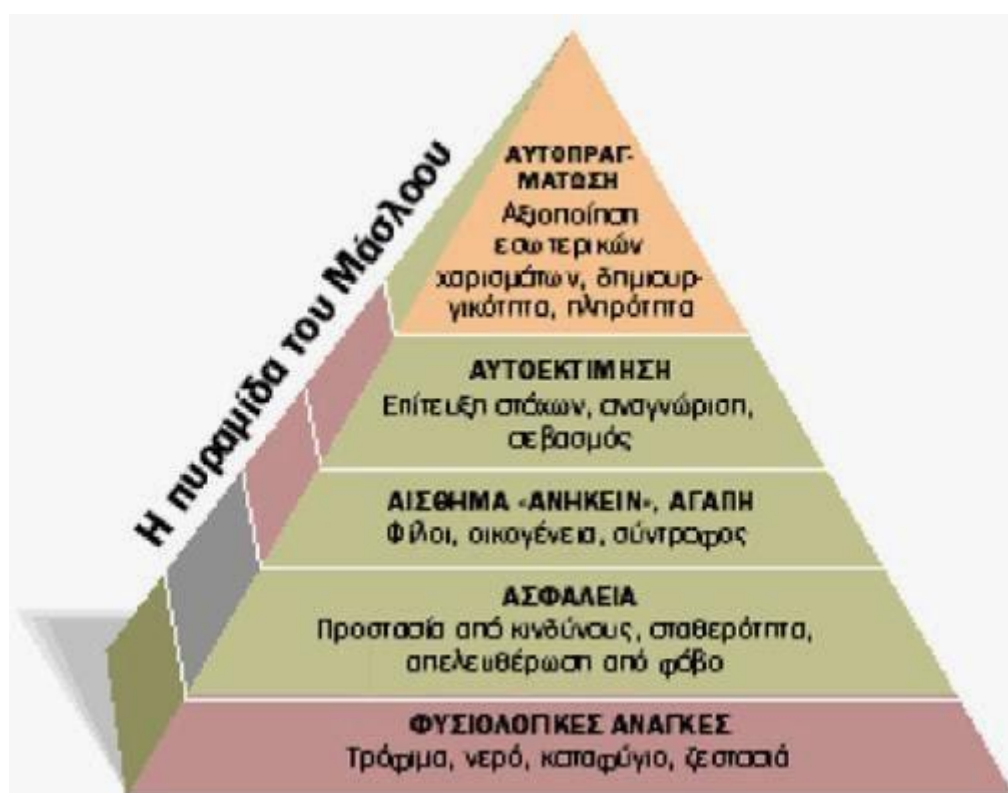 Η πυραμίδα του Μάσλοου
ΑΥΤΟΠΡΑΓ-
ΜΑΤΩΣΗ
Αξιοποίηση
εσωτερικών
χαρισμάτων, δημιουρ-
γικότητα, πληρότητα
ΑΥΤΟΕΚΤΙΜΗΣΗ
Επίτευξη στόχων, αναγνώριση,
σεβασμός
ΑΙΣΘΗΜΑ «ΑΝΗΚΕΙΝ», ΑΓΑΠΗ
Φίλοι, οικογένεια, σύντροφος
ΑΣΦΑΛΕΙΑ
Προστασία από κινδύνους, σταθερότητα,
απελευθέρωση από φόβο
ΦΥΣΙΟΛΟΓΙΚΕΣ ΑΝΑΓΚΕΣ
Τρόφιμα, νερό, καταφύγιο, ζεστασιά